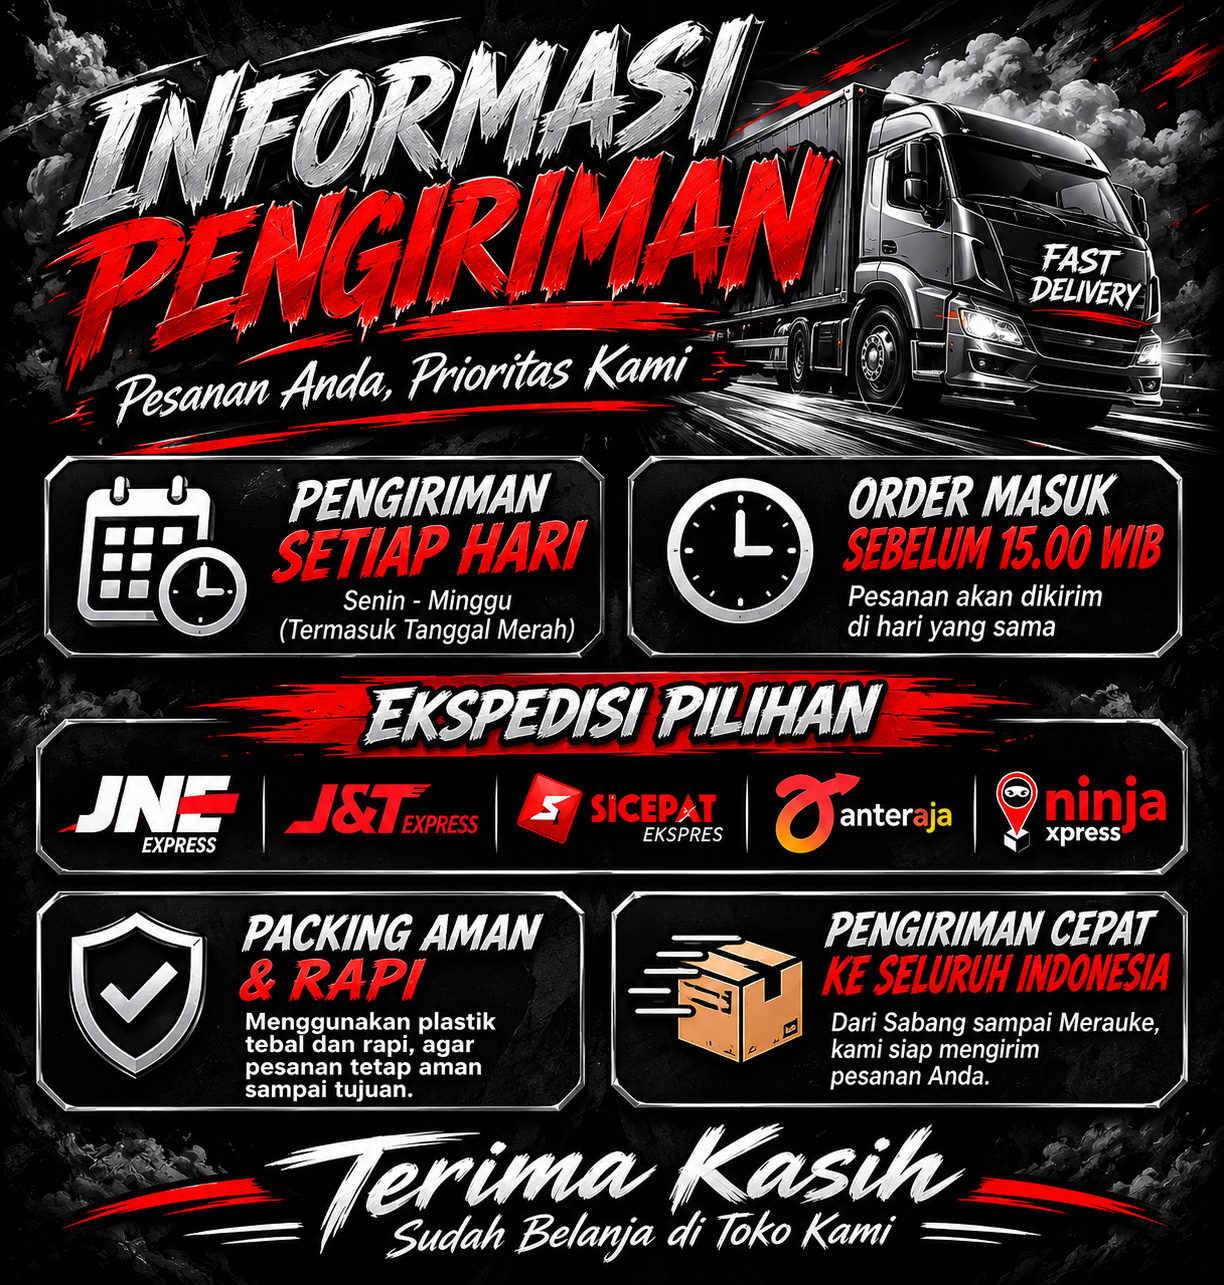 INFORMASI
PENGIRIMAN
Pesanan Anda, Prioritas Kami
FAST
DELIVERY
PENGIRIMAN
SETIAP HARI
Senin - Minggu
(Termasuk Tanggal Merah)
ORDER MASUK
SEBELUM 15.00 WIB
Pesanan akan dikirim
di hari yang sama
EKSPEDISI PILIHAN
JNE
EXPRESS
J&T EXPRESS
SICEPAT
EKSPRES
anteraja
ninja
xpress
PACKING AMAN
& RAPI
Menggunakan plastik
tebal dan rapi, agar
pesanan tetap aman
sampai tujuan.
PENGIRIMAN CEPAT
KE SELURUH INDONESIA
Dari Sabang sampai Merauke,
kami siap mengirim
pesanan Anda.
Terima Kasih
Sudah Belanja di Toko Kami